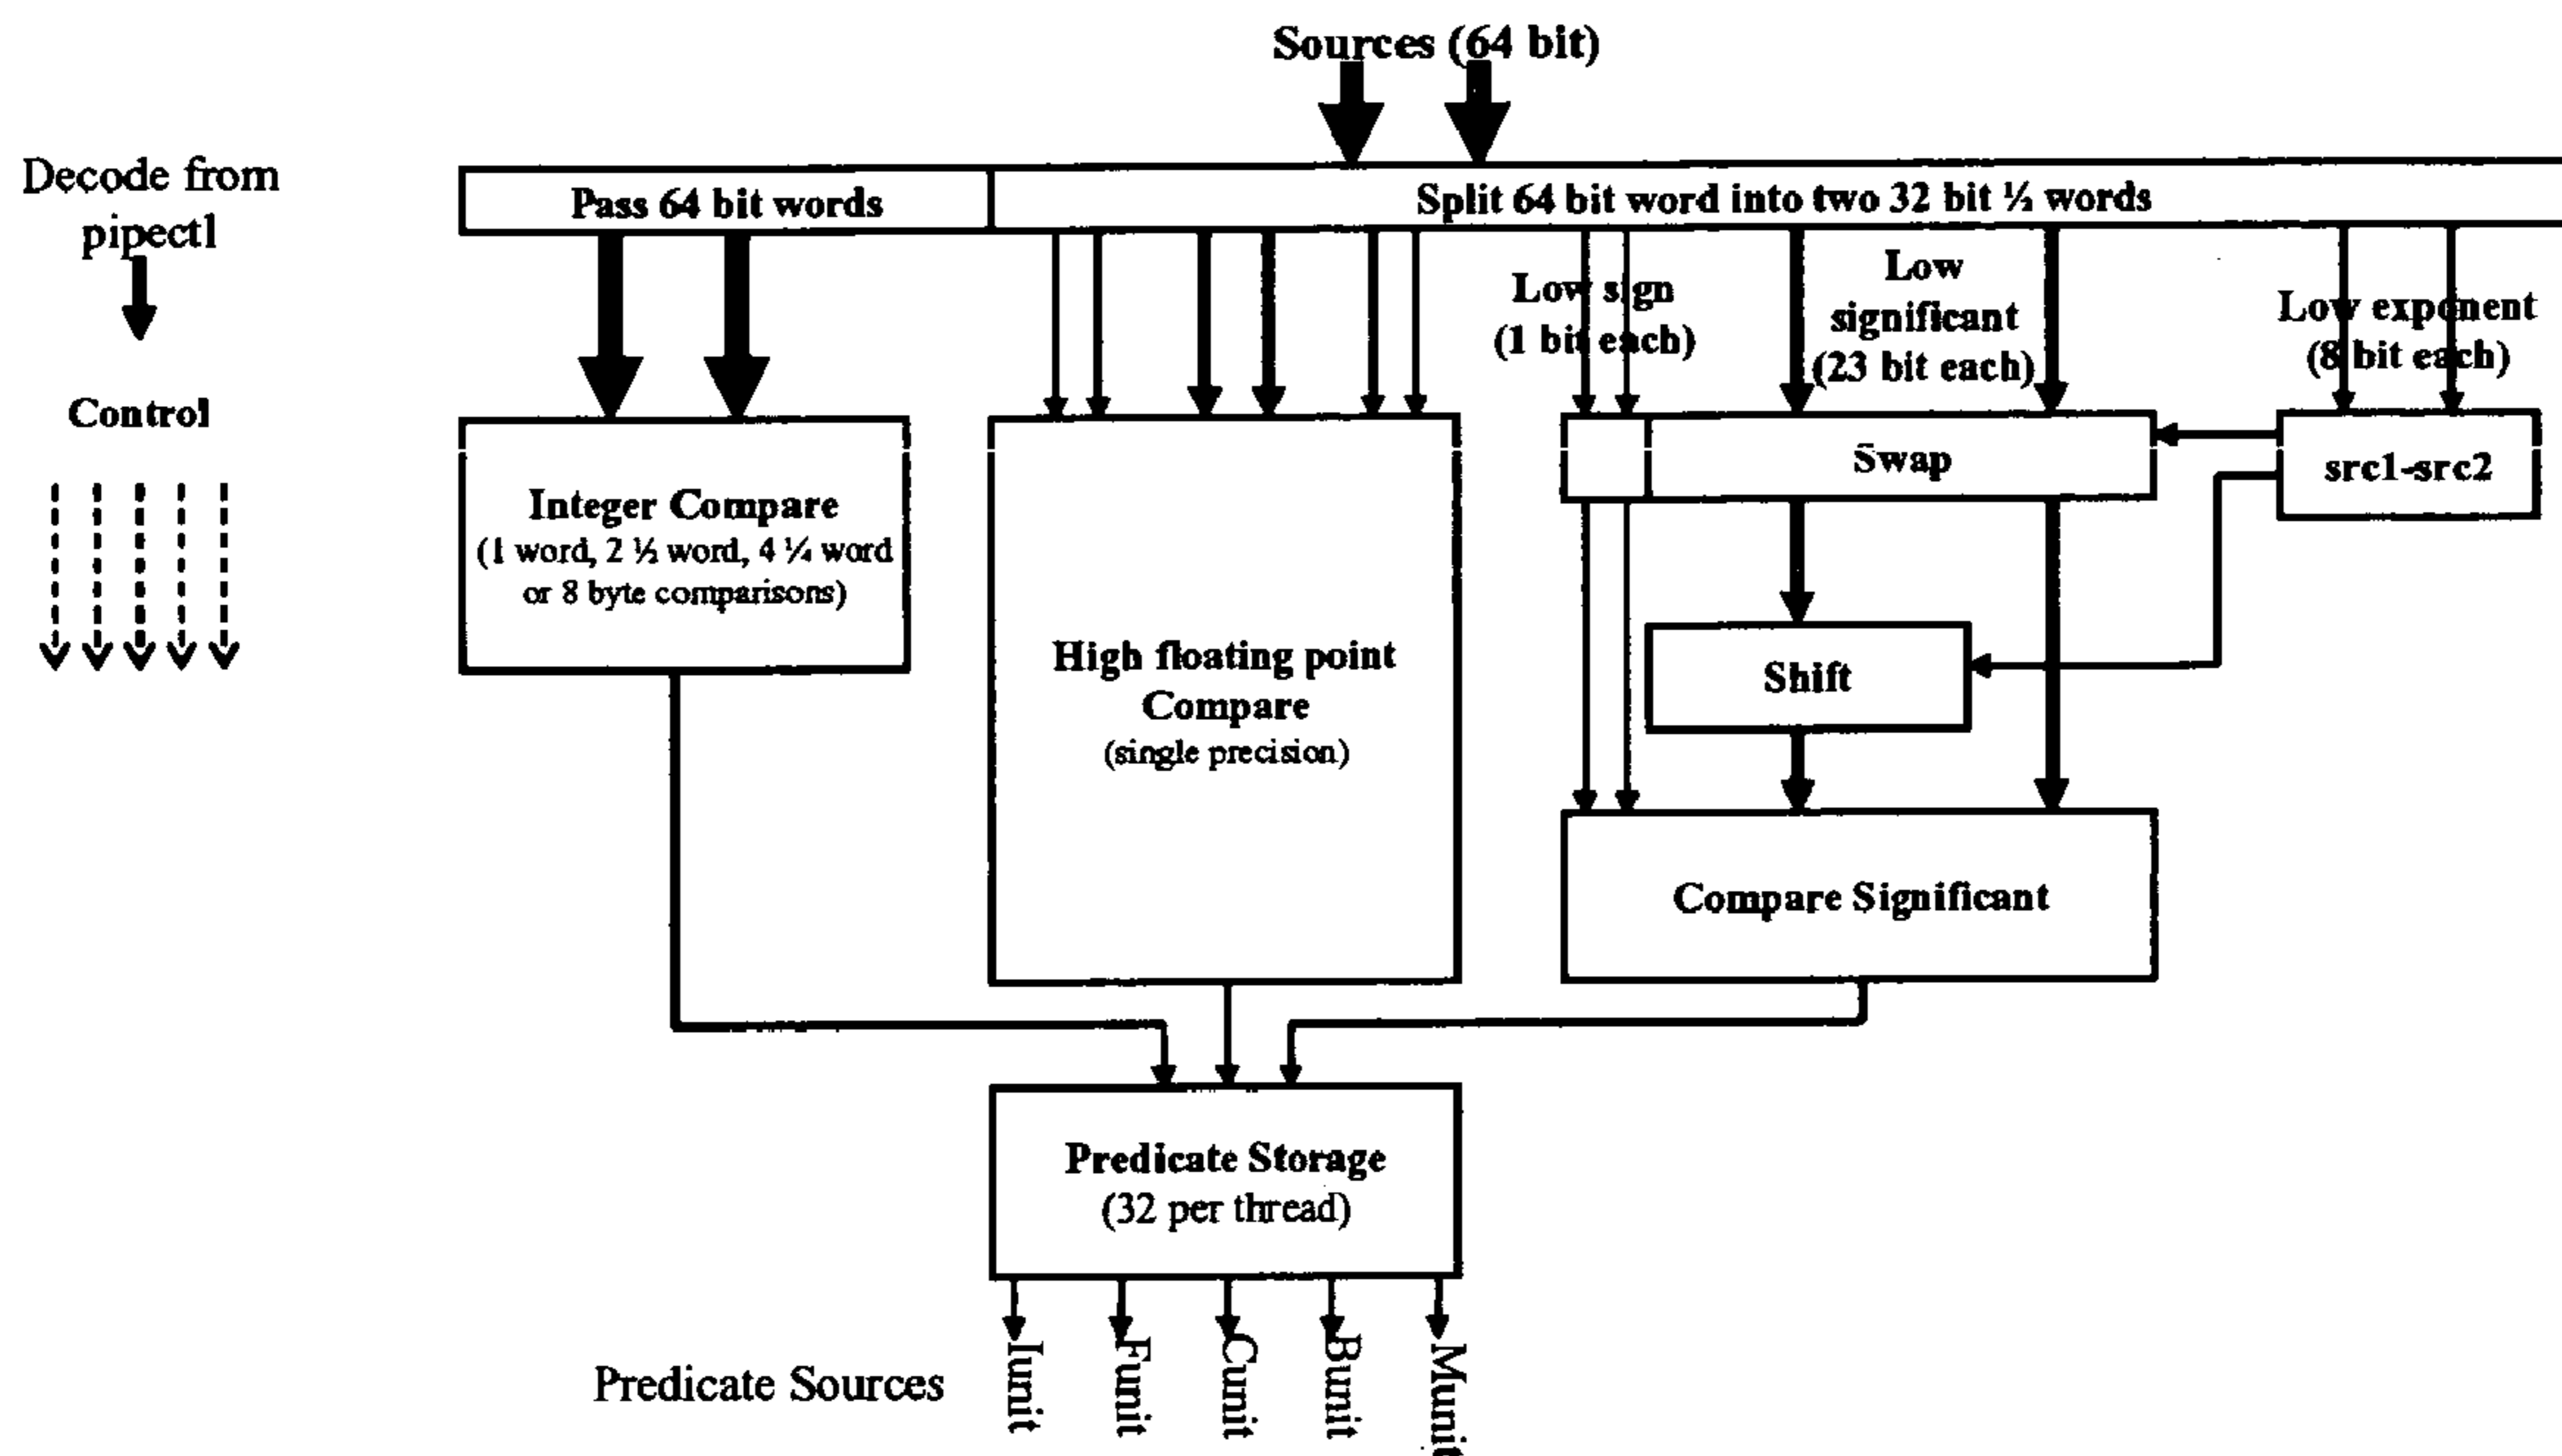 Sources (64 bit)
Decode from
pipectl
Control
Pass 64 bit words
Split 64 bit word into two 32 bit ½ words
Low sign
(1 bit each)
Low
significant
(23 bit each)
Low exponent
(8 bit each)
Integer Compare
(1 word, 2 ½ word, 4 ¼ word
or 8 byte comparisons)
High floating point
Compare
(single precision)
Swap
src1-src2
Shift
Compare Significant
Predicate Storage
(32 per thread)
Predicate Sources
Iunit
Funit
Cunit
Bunit
Munit